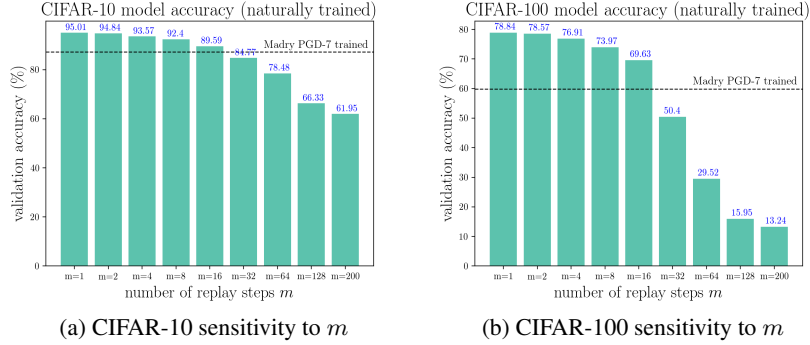 CIFAR-10 model accuracy (naturally trained)
95.01
94.84
93.57
92.4
89.59
84.77
78.48
66.33
61.95
Madry PGD-7 trained
validation accuracy (%)
80
60
40
20
0
m=1 m=2 m=4 m=8 m=16 m=32 m=64 m=128 m=200
number of replay steps m
(a) CIFAR-10 sensitivity to m
CIFAR-100 model accuracy (naturally trained)
78.84
78.57
76.91
73.97
69.63
50.4
29.52
15.95
13.24
Madry PGD-7 trained
validation accuracy (%)
80
70
60
50
40
30
20
10
0
m=1 m=2 m=4 m=8 m=16 m=32 m=64 m=128 m=200
number of replay steps m
(b) CIFAR-100 sensitivity to m